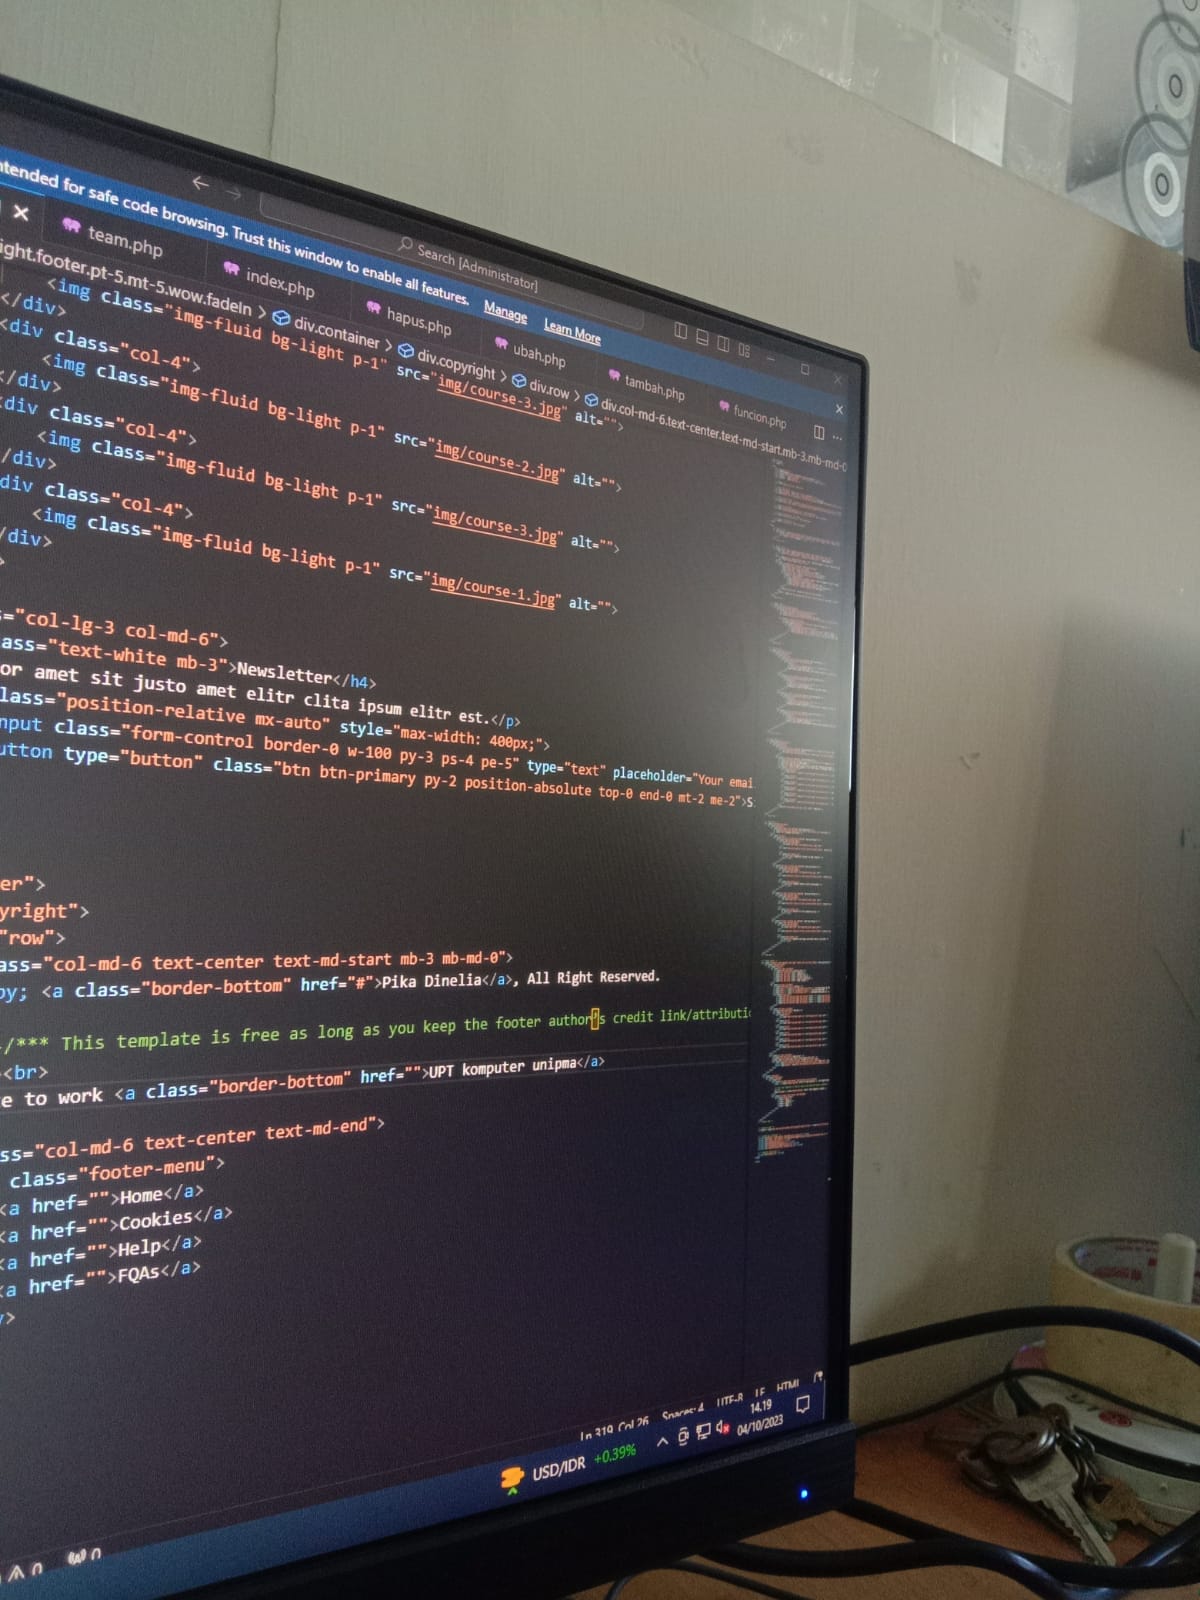 Search [Administrator]
ntended for safe code browsing. Trust this window to enable all features. Manage Learn More
team.php index.php hapus.php ubah.php tambah.php funcion.php
ight.footer.pt-5.mt-5.wow.fadeIn > div.container > div.copyright > div.row > div.col-md-6.text-center.text-md-start.mb-3.mb-md-0
<img class="img-fluid bg-light p-1" src="img/course-3.jpg" alt="">
</div>
<div class="col-4">
<img class="img-fluid bg-light p-1" src="img/course-2.jpg" alt="">
</div>
div class="col-4">
<img class="img-fluid bg-light p-1" src="img/course-3.jpg" alt="">
/div>
div class="col-4">
<img class="img-fluid bg-light p-1" src="img/course-1.jpg" alt="">
/div>
>
="col-lg-3 col-md-6">
ass="text-white mb-3">Newsletter</h4>
or amet sit justo amet elitr clita ipsum elitr est.</p>
lass="position-relative mx-auto" style="max-width: 400px;">
nput class="form-control border-0 w-100 py-3 ps-4 pe-5" type="text" placeholder="Your emai
utton type="button" class="btn btn-primary py-2 position-absolute top-0 end-0 mt-2 me-2">S
er">
yright">
"row">
ass="col-md-6 text-center text-md-start mb-3 mb-md-0">
py; <a class="border-bottom" href="#">Pika Dinelia</a>, All Right Reserved.
/*** This template is free as long as you keep the footer author's credit link/attributi
<br>
e to work <a class="border-bottom" href="">UPT komputer unipma</a>
ss="col-md-6 text-center text-md-end">
class="footer-menu">
<a href="">Home</a>
<a href="">Cookies</a>
<a href="">Help</a>
<a href="">FQAs</a>
>
Ln 319, Col 26 Spaces: 4 UTF-8 LF HTML
USD/IDR +0.39% 14.19
04/10/2023
0 0